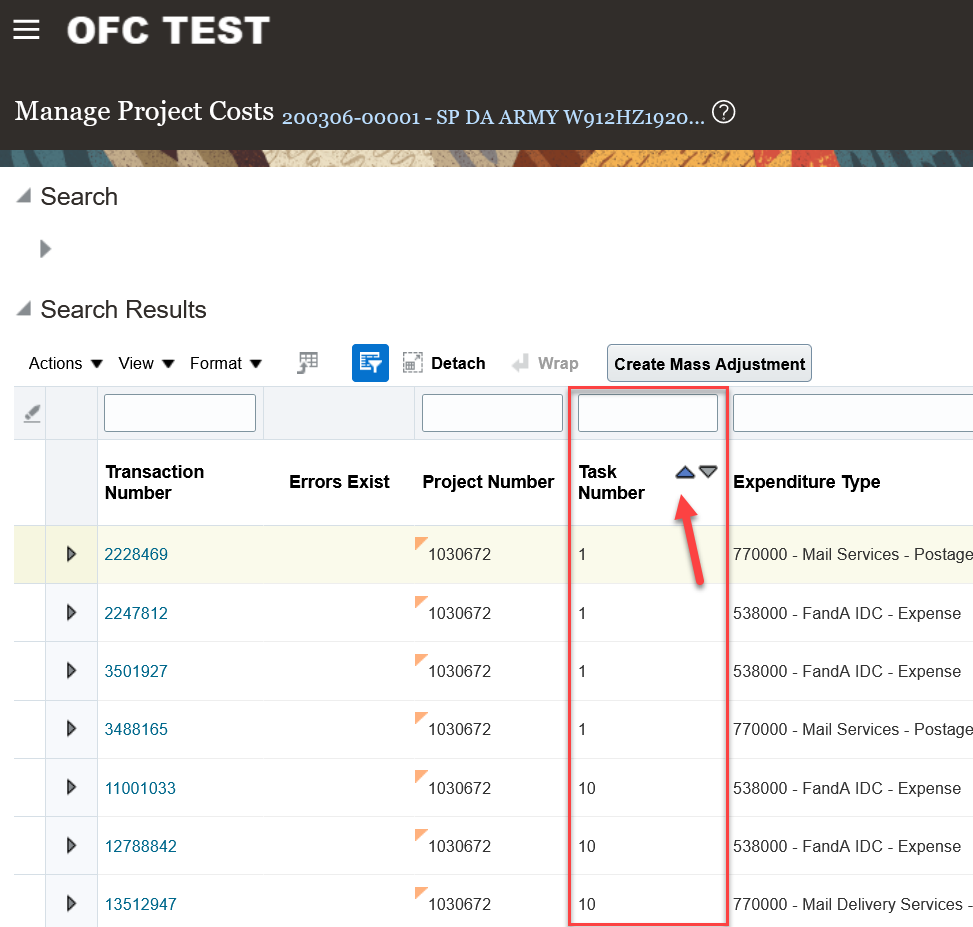 OFC TEST
Manage Project Costs 200306-00001 - SP DA ARMY W912HZ1920... ?
Search
Search Results
Actions View Format Detach Wrap Create Mass Adjustment
Transaction Number Errors Exist Project Number Task Number Expenditure Type
2228469 1030672 1 770000 - Mail Services - Postage
2247812 1030672 1 538000 - FandA IDC - Expense
3501927 1030672 1 538000 - FandA IDC - Expense
3488165 1030672 1 770000 - Mail Services - Postage
11001033 1030672 10 538000 - FandA IDC - Expense
12788842 1030672 10 538000 - FandA IDC - Expense
13512947 1030672 10 770000 - Mail Delivery Services -